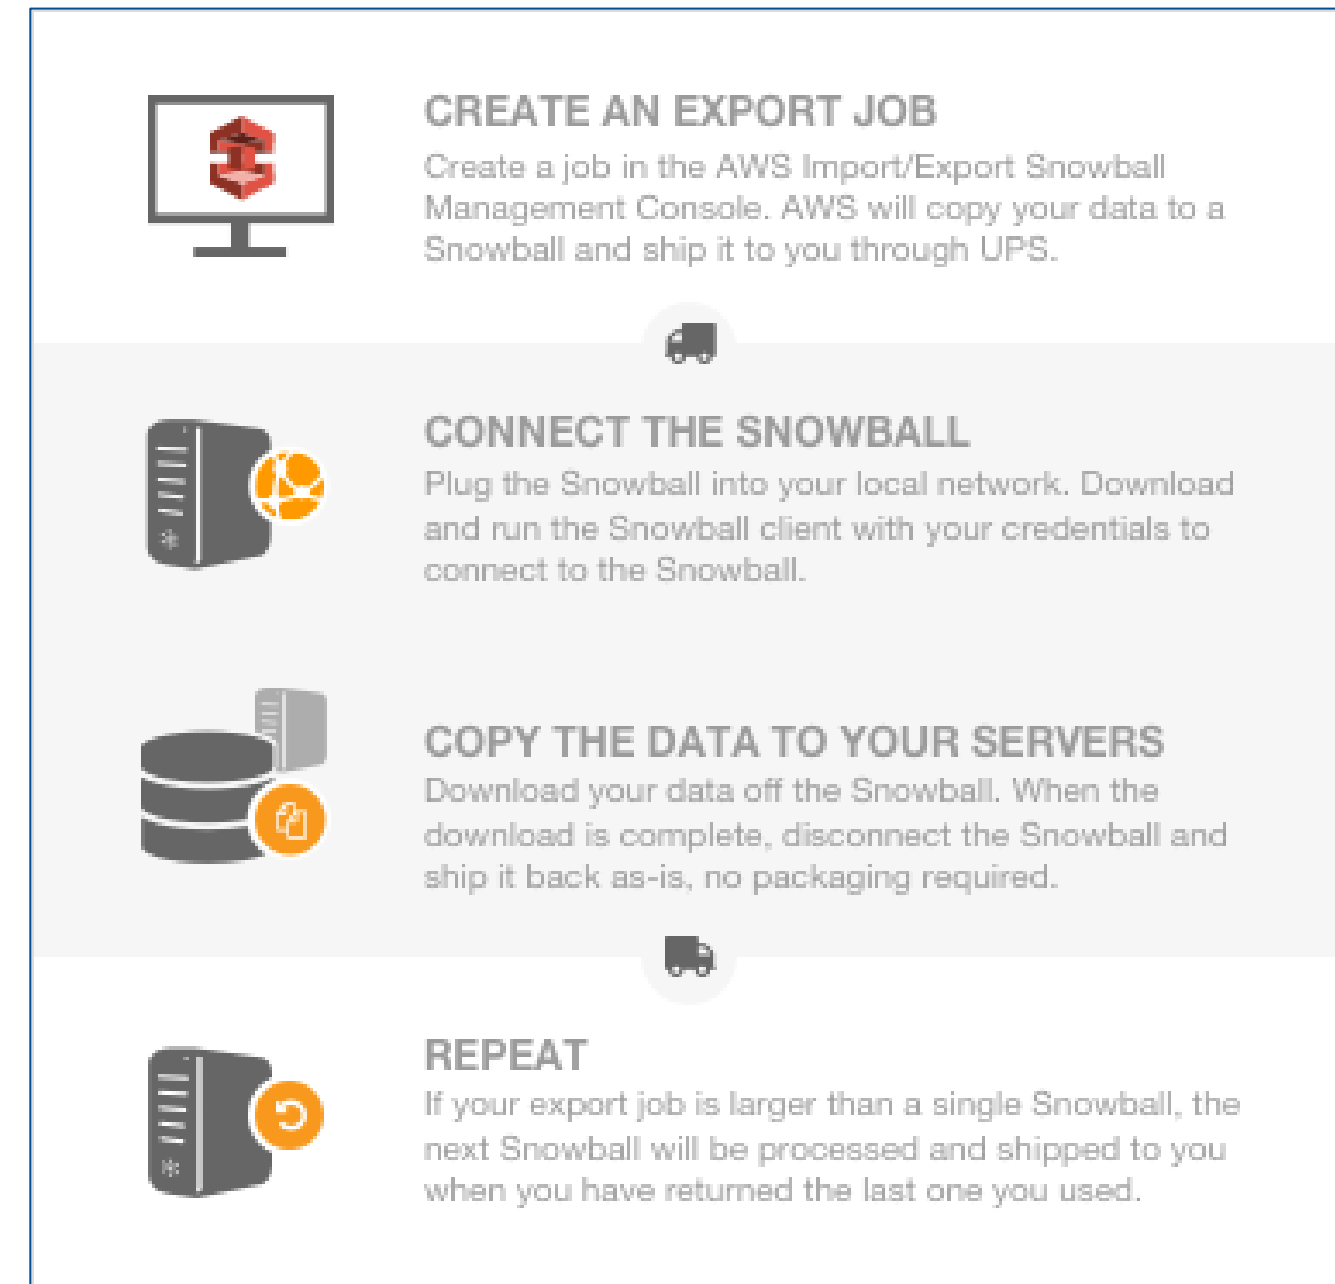 CREATE AN EXPORT JOB
Create a job in the AWS Import/Export Snowball
Management Console. AWS will copy your data to a
Snowball and ship it to you through UPS.
CONNECT THE SNOWBALL
Plug the Snowball into your local network. Download
and run the Snowball client with your credentials to
connect to the Snowball.
COPY THE DATA TO YOUR SERVERS
Download your data off the Snowball. When the
download is complete, disconnect the Snowball and
ship it back as-is, no packaging required.
REPEAT
If your export job is larger than a single Snowball, the
next Snowball will be processed and shipped to you
when you have returned the last one you used.